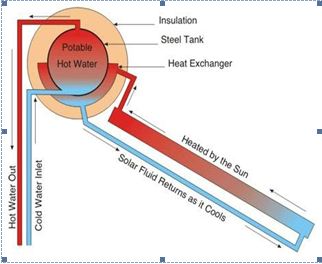 Insulation
Steel Tank
Potable
Hot Water
Heat Exchanger
Heated by the Sun
Solar Fluid Returns as it Cools
Hot Water Out
Cold Water Inlet